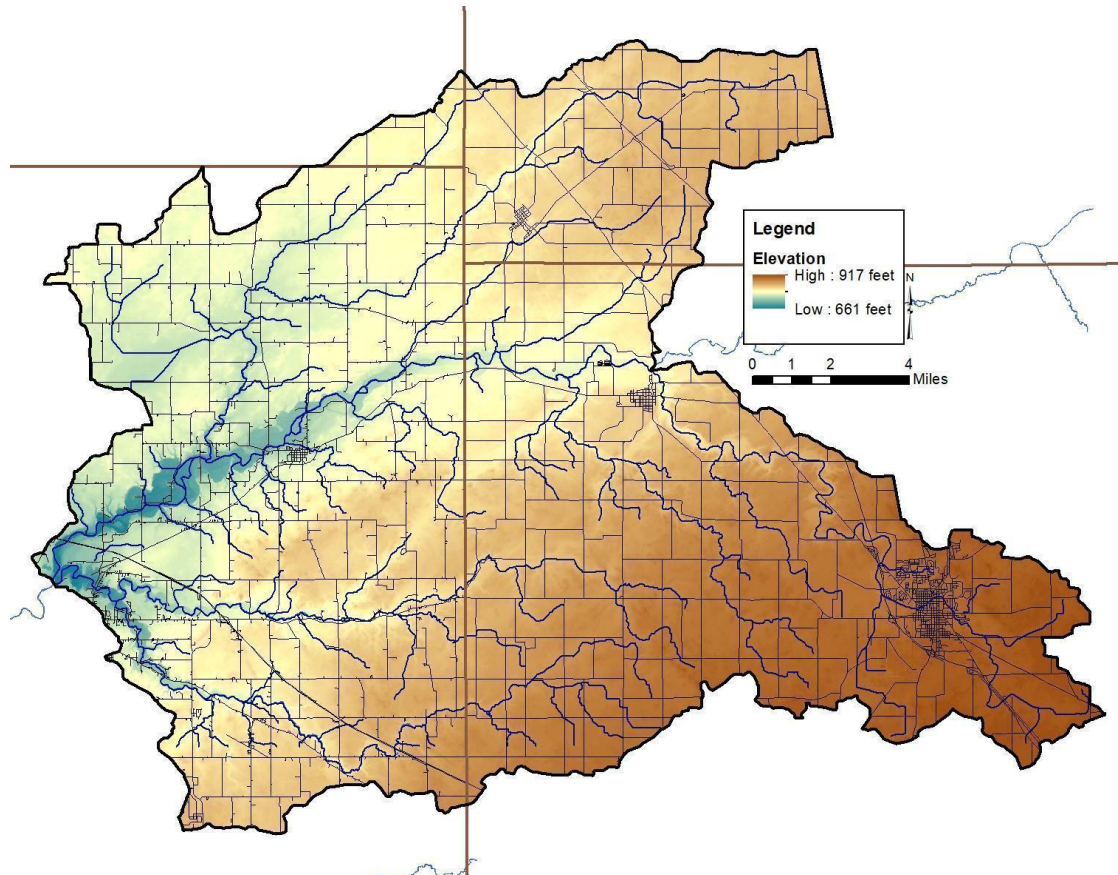 Legend
Elevation
High : 917 feet
Low : 661 feet
N
0 1 2 4
Miles